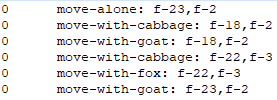 0 move-alone: f-23,f-2
0 move-with-cabbage: f-18,f-2
0 move-with-goat: f-18,f-2
0 move-with-cabbage: f-22,f-3
0 move-with-fox: f-22,f-3
0 move-with-goat: f-23,f-2